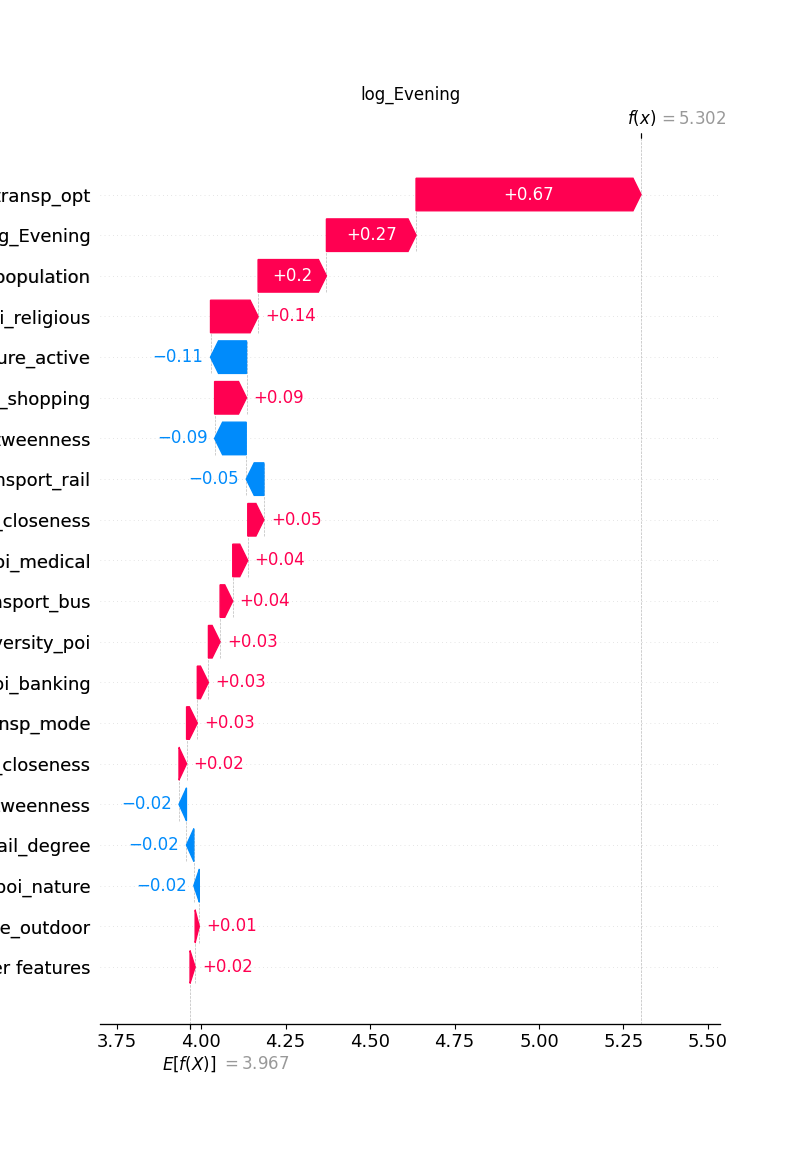 log_Evening
f(x) = 5.302
ransp_opt +0.67
g_Evening +0.27
population +0.2
i_religious +0.14
ure_active −0.11
_shopping +0.09
tweenness −0.09
nsport_rail −0.05
_closeness +0.05
oi_medical +0.04
nsport_bus +0.04
versity_poi +0.03
oi_banking +0.03
nsp_mode +0.03
_closeness +0.02
weenness −0.02
ail_degree −0.02
poi_nature −0.02
e_outdoor +0.01
er features +0.02
3.75 4.00 4.25 4.50 4.75 5.00 5.25 5.50
E[f(X)] = 3.967